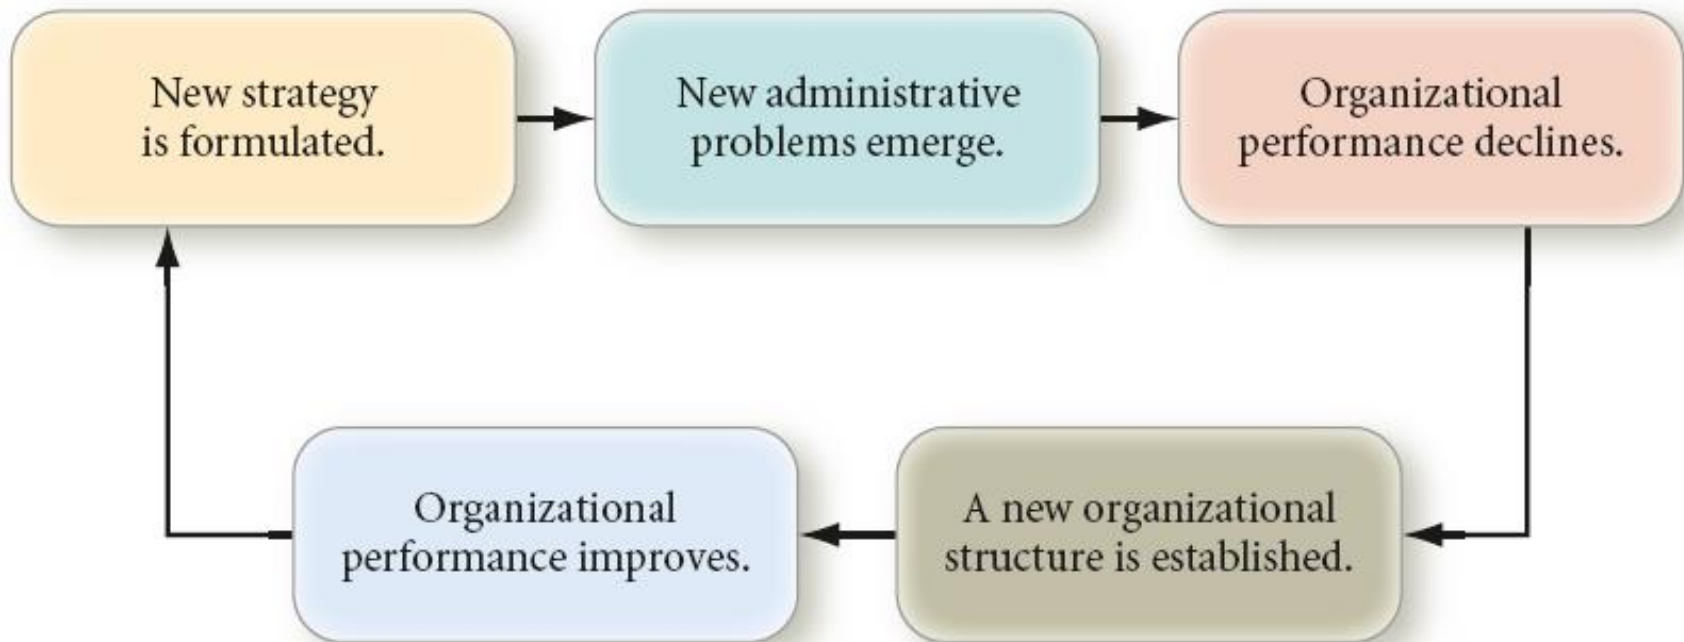 New strategy
is formulated.
New administrative
problems emerge.
Organizational
performance declines.
A new organizational
structure is established.
Organizational
performance improves.